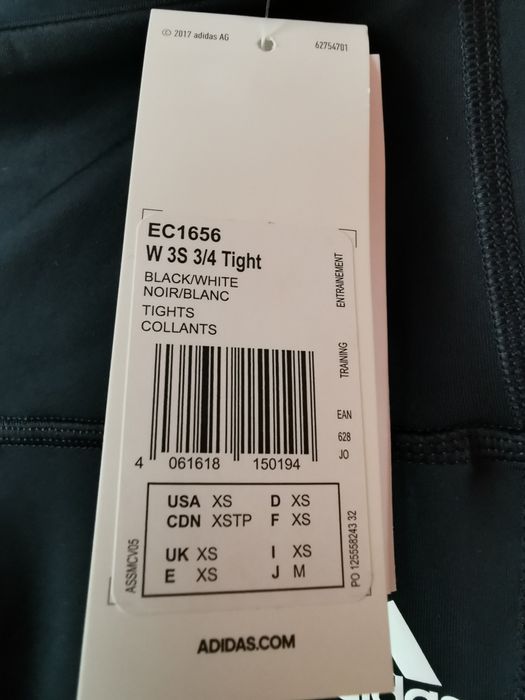 © 2017 adidas AG
62754701
EC1656
W 3S 3/4 Tight
BLACK/WHITE
NOIR/BLANC
TIGHTS
COLLANTS
ENTRAINEMENT
TRAINING
EAN
628
JO
4 061618 150194
USA XS D XS
CDN XSTP F XS
UK XS I XS
E XS J M
ASSMCV05
PO 125558243 32
ADIDAS.COM
adidas